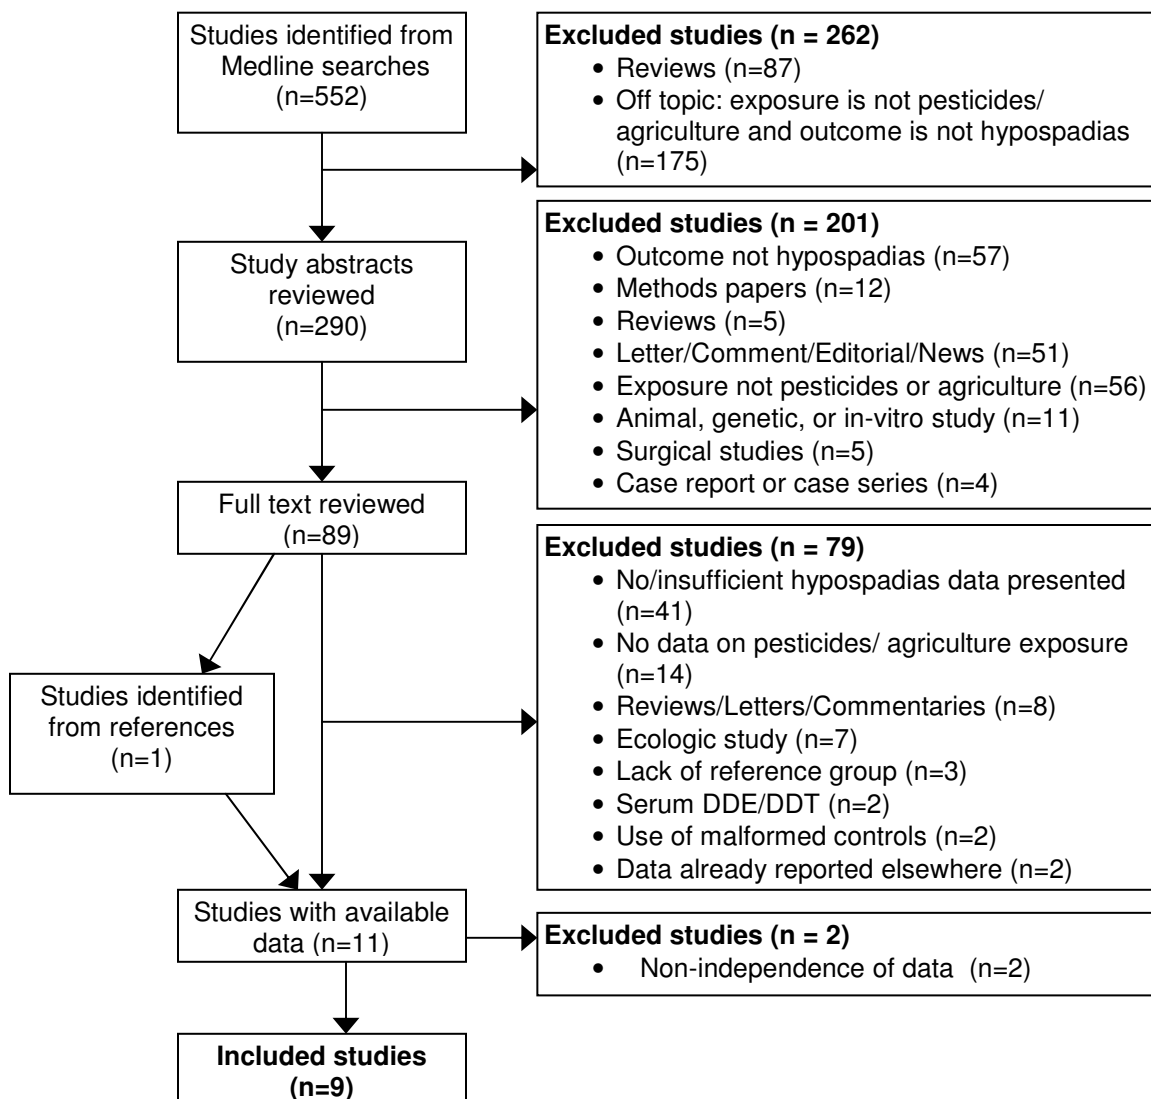 Studies identified from
Medline searches
(n=552)
Excluded studies (n = 262)
• Reviews (n=87)
• Off topic: exposure is not pesticides/
agriculture and outcome is not hypospadias
(n=175)
Study abstracts
reviewed
(n=290)
Excluded studies (n = 201)
• Outcome not hypospadias (n=57)
• Methods papers (n=12)
• Reviews (n=5)
• Letter/Comment/Editorial/News (n=51)
• Exposure not pesticides or agriculture (n=56)
• Animal, genetic, or in-vitro study (n=11)
• Surgical studies (n=5)
• Case report or case series (n=4)
Full text reviewed
(n=89)
Excluded studies (n = 79)
• No/insufficient hypospadias data presented
(n=41)
• No data on pesticides/ agriculture exposure
(n=14)
• Reviews/Letters/Commentaries (n=8)
• Ecologic study (n=7)
• Lack of reference group (n=3)
• Serum DDE/DDT (n=2)
• Use of malformed controls (n=2)
• Data already reported elsewhere (n=2)
Studies identified
from references
(n=1)
Studies with available
data (n=11)
Excluded studies (n = 2)
• Non-independence of data (n=2)
Included studies
(n=9)